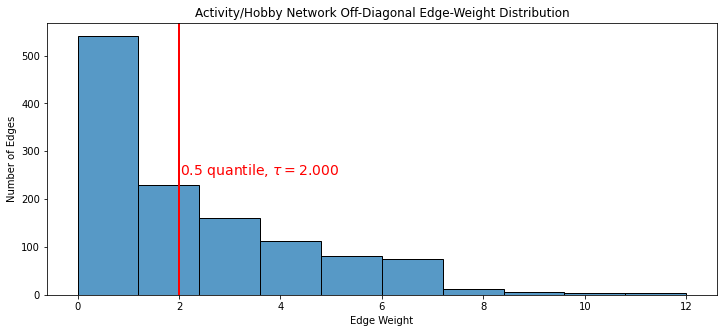 Activity/Hobby Network Off-Diagonal Edge-Weight Distribution
Number of Edges
500
400
300
200
100
0
0.5 quantile, τ = 2.000
0 2 4 6 8 10 12
Edge Weight